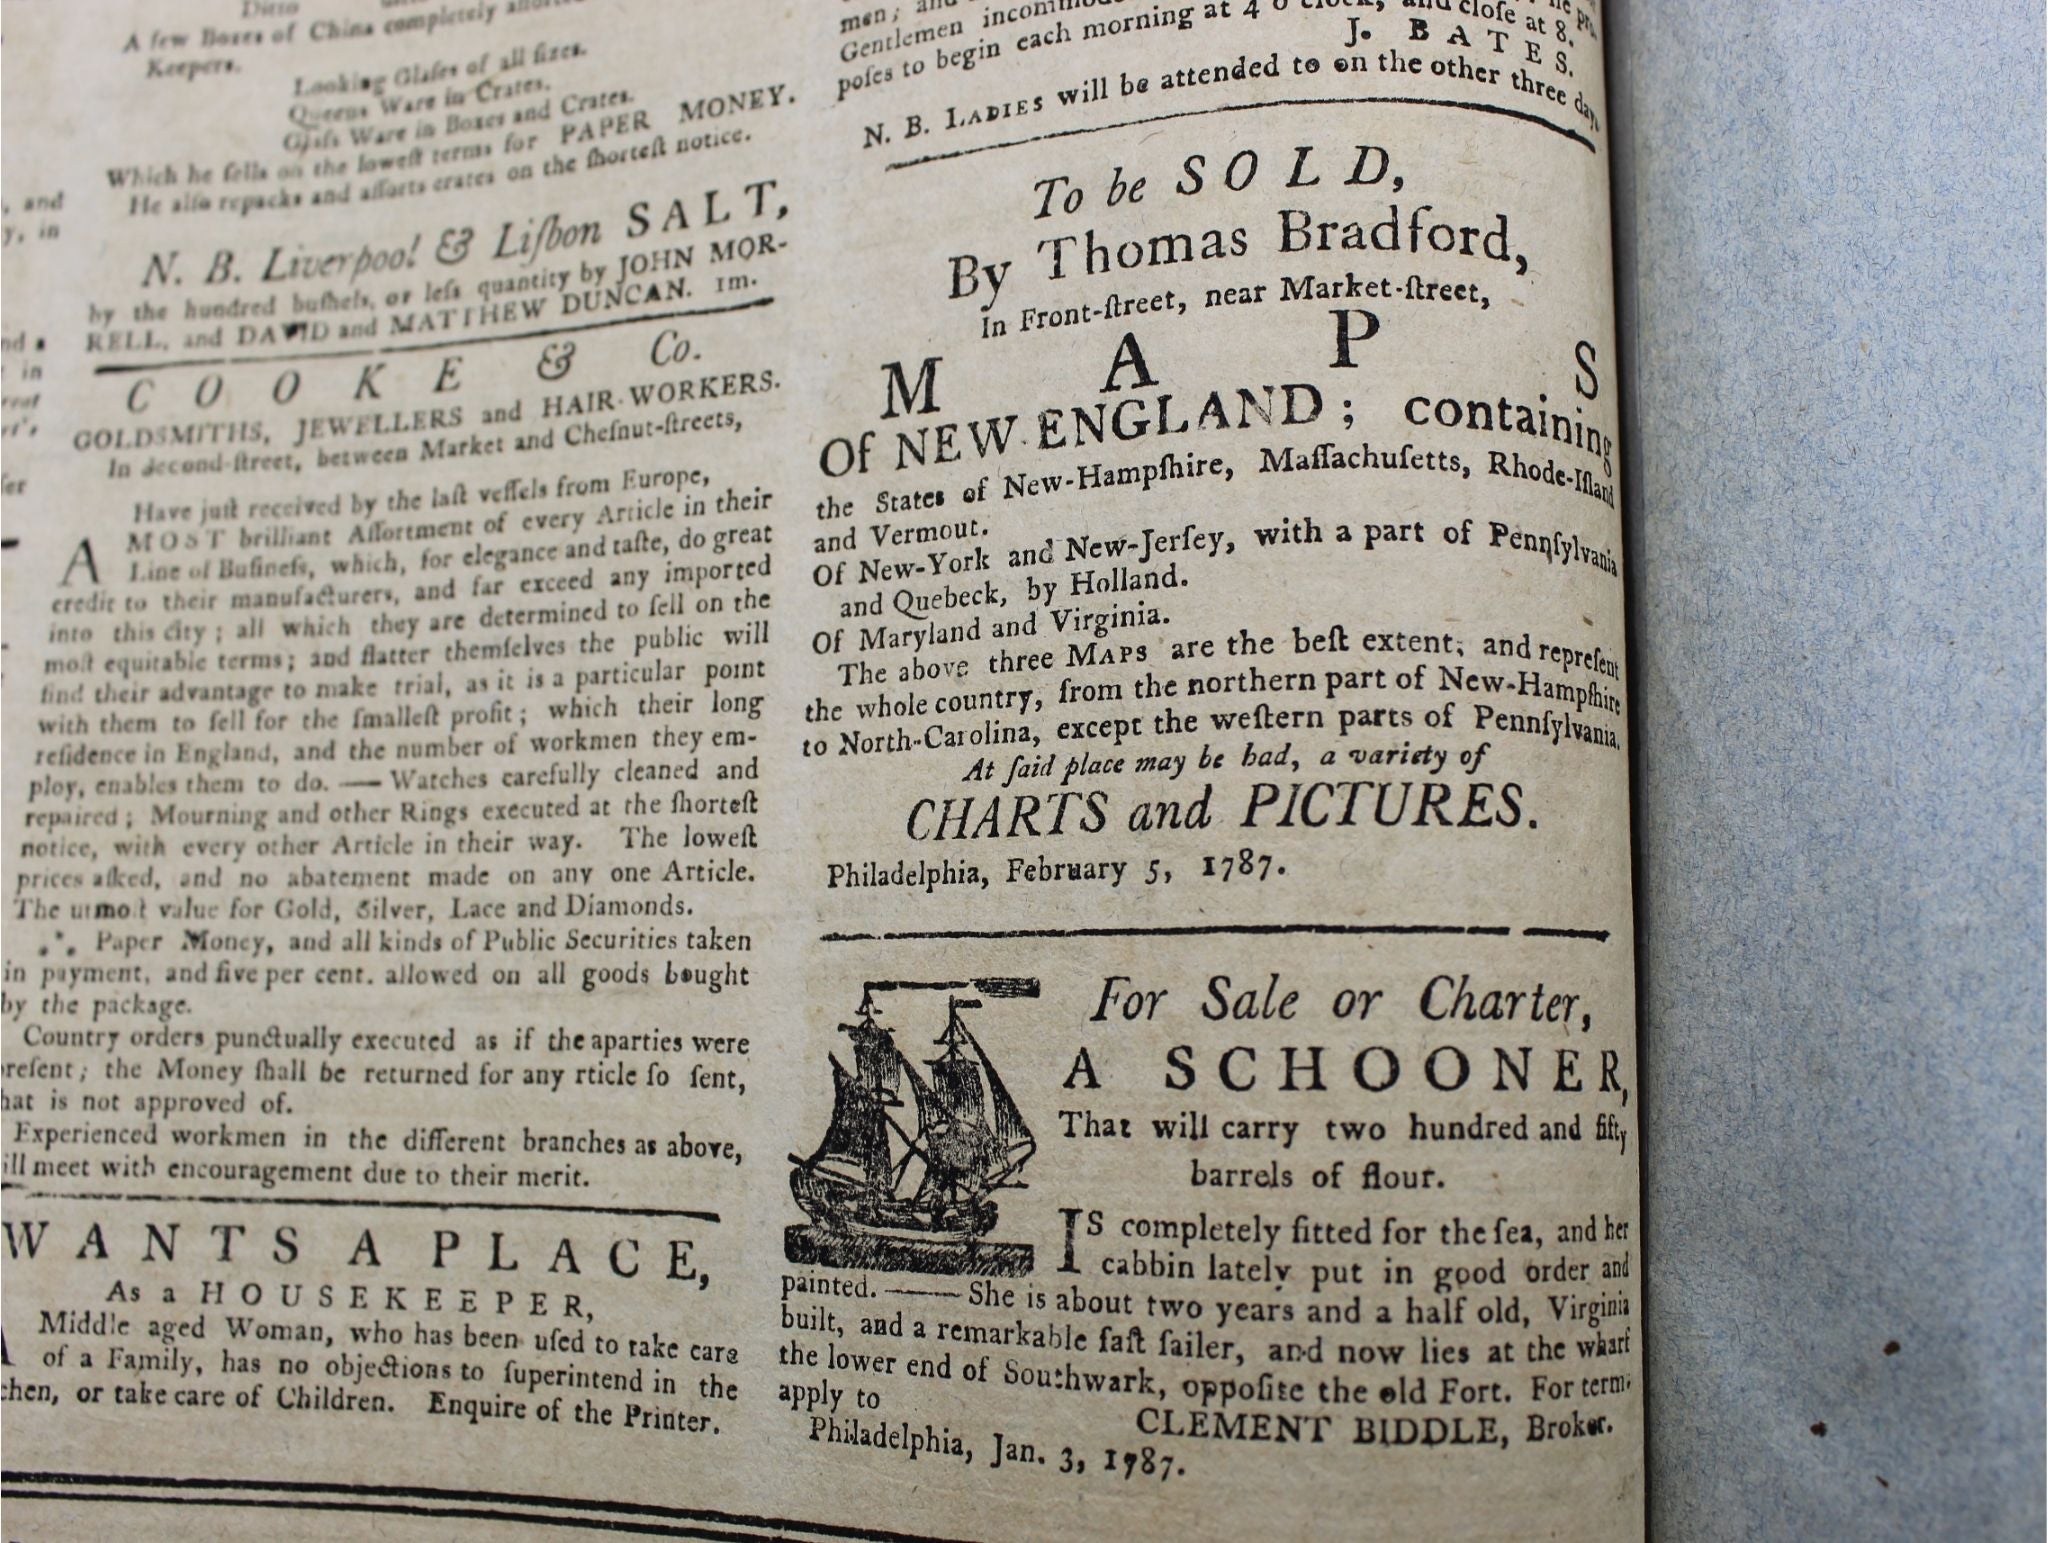 Ditto
A few Boxes of China completely assorted
Keepers.
Looking Glaſſes of all ſizes.
Queens Ware in Crates.
Glaſs Ware in Boxes and Crates.
Which he ſells on the loweſt terms for PAPER MONEY.
He alſo repacks and aſſorts crates on the ſhorteſt notice.
N. B. Liverpool & Liſbon SALT,
by the hundred buſhels, or leſs quantity by JOHN MOR-
RELL, and DAVID and MATTHEW DUNCAN. 1m.
COOKE & Co.
GOLDSMITHS, JEWELLERS and HAIR-WORKERS.
In Second-ſtreet, between Market and Cheſnut-ſtreets,
Have juſt received by the laſt veſſels from Europe,
A MOST brilliant Aſſortment of every Article in their
Line of Buſineſs, which, for elegance and taſte, do great
credit to their manufacturers, and far exceed any imported
into this city; all which they are determined to ſell on the
moſt equitable terms; and flatter themſelves the public will
find their advantage to make trial, as it is a particular point
with them to ſell for the ſmalleſt profit; which their long
reſidence in England, and the number of workmen they em-
ploy, enables them to do. — Watches carefully cleaned and
repaired; Mourning and other Rings executed at the ſhorteſt
notice, with every other Article in their way. The loweſt
prices aſked, and no abatement made on any one Article.
The utmoſt value for Gold, Silver, Lace and Diamonds.
⁂ Paper Money, and all kinds of Public Securities taken
in payment, and five per cent. allowed on all goods bought
by the package.
Country orders punctually executed as if the aparties were
preſent; the Money ſhall be returned for any rticle ſo ſent,
that is not approved of.
Experienced workmen in the different branches as above,
will meet with encouragement due to their merit.
WANTS A PLACE,
As a HOUSEKEEPER,
A Middle aged Woman, who has been uſed to take care
of a Family, has no objections to ſuperintend in the
chen, or take care of Children. Enquire of the Printer.
men; and
Gentlemen
poſes to begin each morning at 4 o'clock, and cloſe at 8.
J. BATES.
N. B. LADIES will be attended to on the other three days
To be SOLD,
By Thomas Bradford,
In Front-ſtreet, near Market-ſtreet,
MAPS
Of NEW-ENGLAND; containing
the States of New-Hampſhire, Maſſachuſetts, Rhode-Iſland
and Vermout.
Of New-York and New-Jerſey, with a part of Pennſylvania
and Quebeck, by Holland.
Of Maryland and Virginia.
The above three MAPS are the beſt extent, and repreſent
the whole country, from the northern part of New-Hampſhire
to North-Carolina, except the weſtern parts of Pennſylvania.
At ſaid place may be had, a variety of
CHARTS and PICTURES.
Philadelphia, February 5, 1787.
For Sale or Charter,
A SCHOONER,
That will carry two hundred and fifty
barrels of flour.
IS completely fitted for the ſea, and her
cabbin lately put in good order and
painted.——She is about two years and a half old, Virginia
built, and a remarkable faſt ſailer, and now lies at the wharf
the lower end of Southwark, oppoſite the old Fort. For term
apply to
CLEMENT BIDDLE, Broker.
Philadelphia, Jan. 3, 1787.